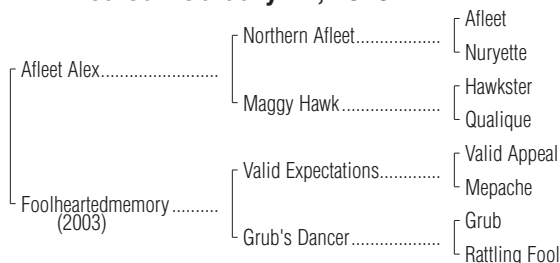 Afleet
Northern Afleet....................
Nuryette
Afleet Alex............................
Hawkster
Maggy Hawk.......................
Qualique
Valid Appeal
Valid Expectations..............
Mepache
Foolheartedmemory..........
(2003)
Grub
Grub's Dancer.....................
Rattling Fool